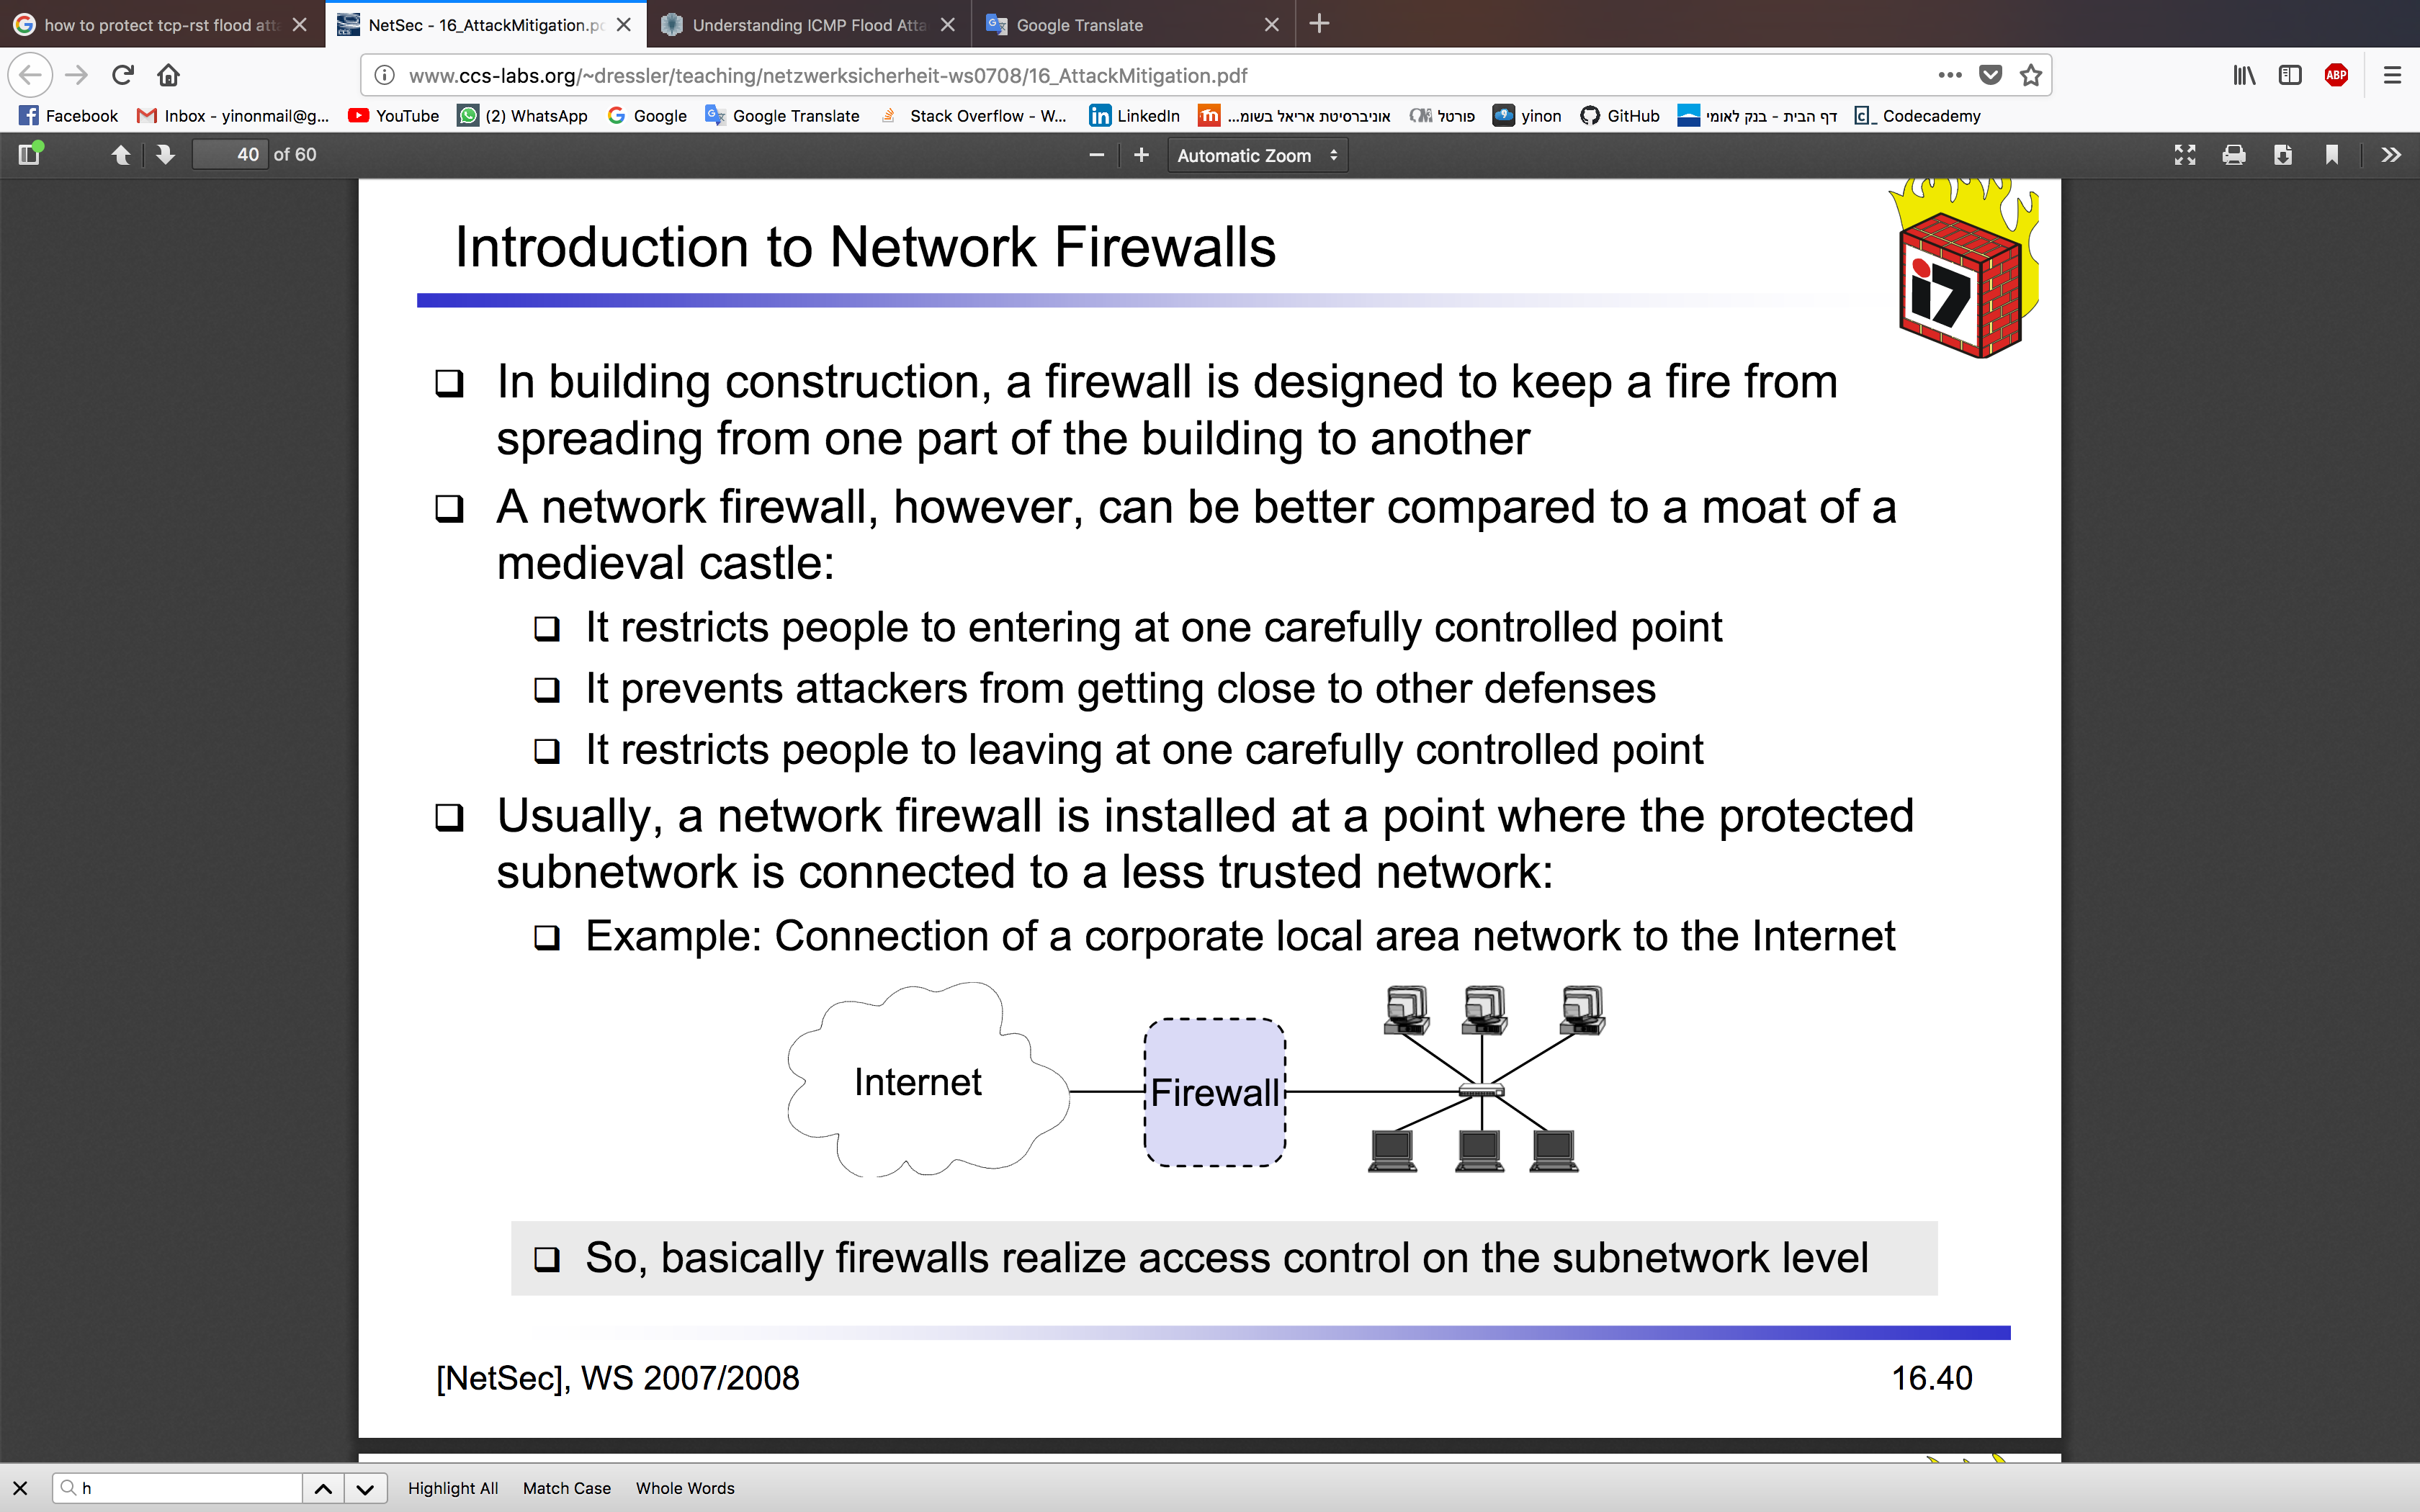 how to protect tcp-rst flood att
NetSec - 16_AttackMitigation.pd
Understanding ICMP Flood Atta
Google Translate
www.ccs-labs.org/~dressler/teaching/netzwerksicherheit-ws0708/16_AttackMitigation.pdf
ABP
Facebook
Inbox - yinonmail@g...
YouTube
(2) WhatsApp
Google
Google Translate
Stack Overflow - W...
LinkedIn
אוניברסיטת אריאל בשומ...
פורטל
yinon
GitHub
דף הבית - בנק לאומי
Codecademy
40 of 60
Automatic Zoom
Introduction to Network Firewalls
i7
In building construction, a firewall is designed to keep a fire from
spreading from one part of the building to another
A network firewall, however, can be better compared to a moat of a
medieval castle:
It restricts people to entering at one carefully controlled point
It prevents attackers from getting close to other defenses
It restricts people to leaving at one carefully controlled point
Usually, a network firewall is installed at a point where the protected
subnetwork is connected to a less trusted network:
Example: Connection of a corporate local area network to the Internet
Internet
Firewall
So, basically firewalls realize access control on the subnetwork level
[NetSec], WS 2007/2008
16.40
h
Highlight All
Match Case
Whole Words